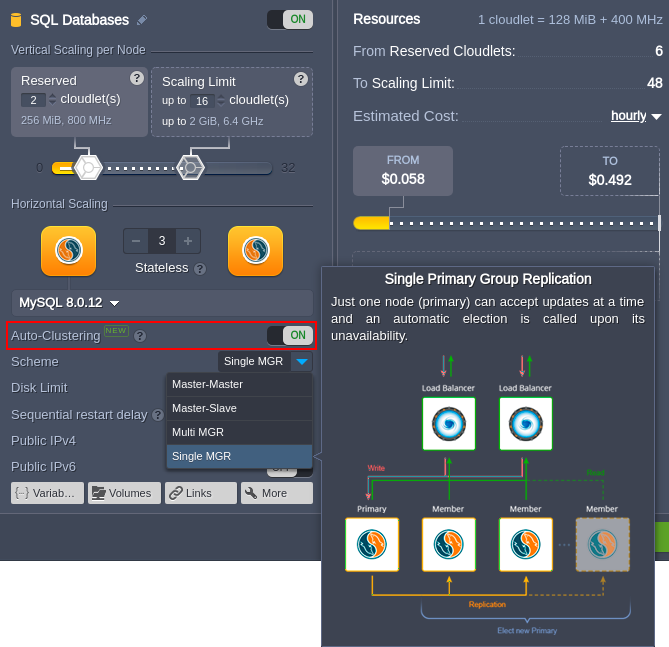 SQL Databases
ON
Vertical Scaling per Node
Reserved ?
2 cloudlet(s)
256 MiB, 800 MHz
Scaling Limit ?
up to 16 cloudlet(s)
up to 2 GiB, 6.4 GHz
0
32
Horizontal Scaling
− 3 +
Stateless ?
MySQL 8.0.12
Auto-Clustering NEW ?
ON
Scheme
Single MGR
Disk Limit
Sequential restart delay ?
Public IPv4
Public IPv6
Master-Master
Master-Slave
Multi MGR
Single MGR
Variab…
Volumes
Links
More
Resources
1 cloudlet = 128 MiB + 400 MHz
From Reserved Cloudlets: 6
To Scaling Limit: 48
Estimated Cost: hourly
FROM
$0.058
TO
$0.492
Single Primary Group Replication
Just one node (primary) can accept updates at a time
and an automatic election is called upon its
unavailability.
Load Balancer
Load Balancer
Write
Read
Primary
Member
Member
Member
Replication
Elect new Primary